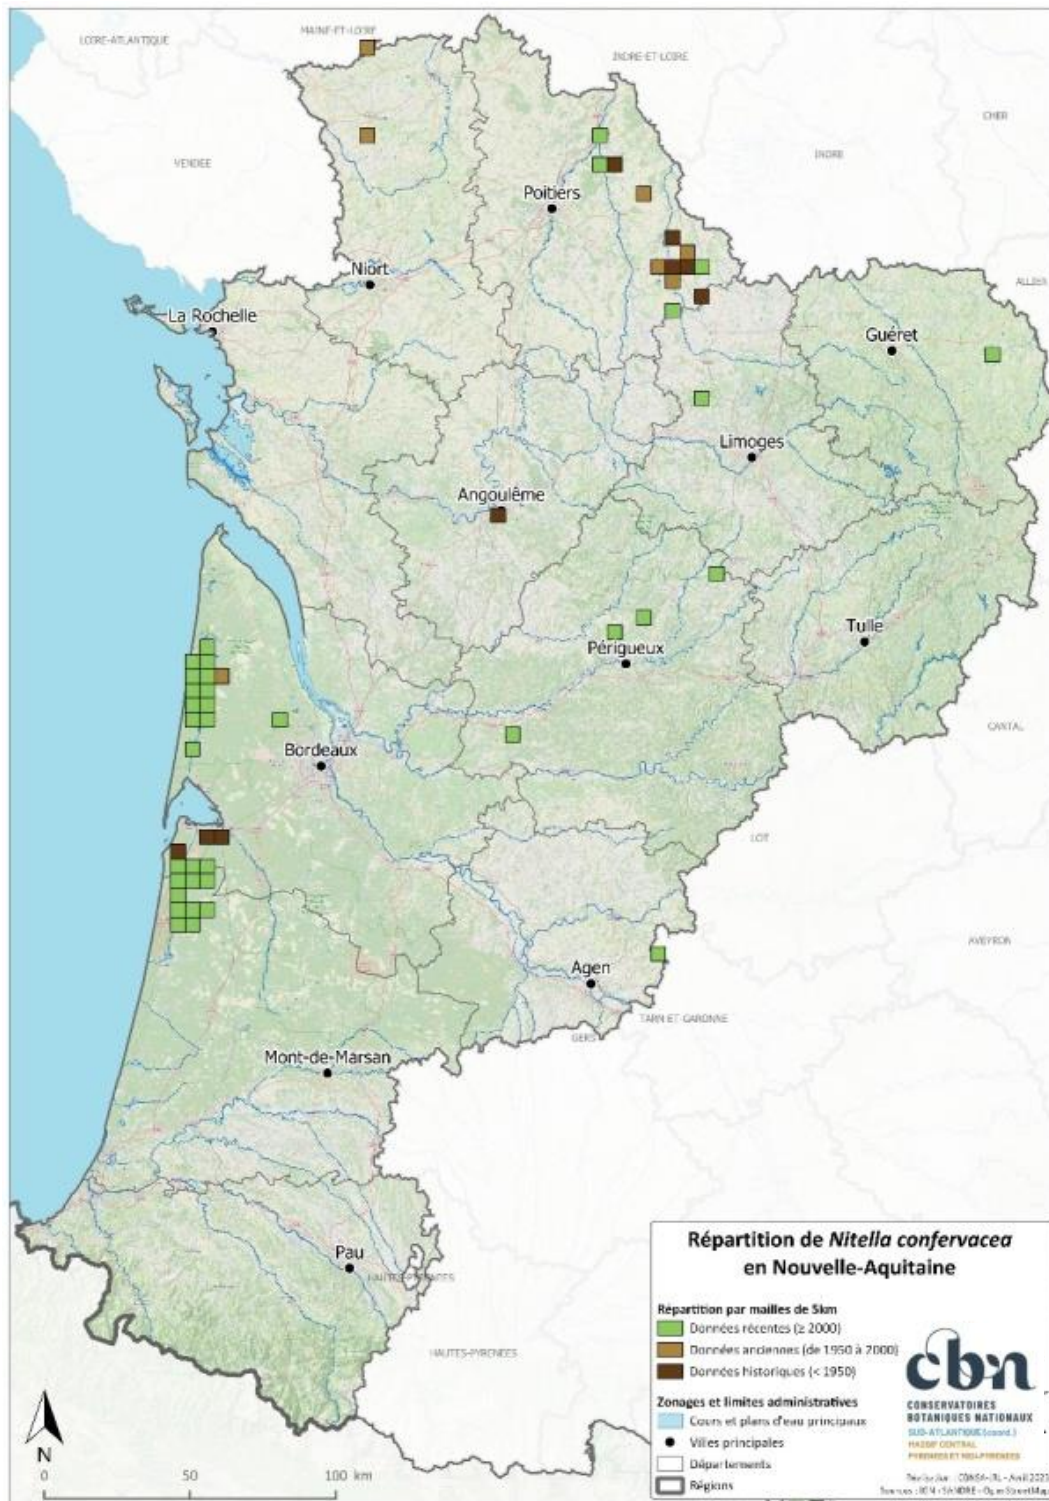 LOIRE-ATLANTIQUE
MAINE-ET-LOIRE
INDRE-ET-LOIRE
CHER
VENDEE
INDRE
Poitiers
Niort
La Rochelle
ALLIER
Guéret
Limoges
Angoulême
Tulle
Périgueux
CANTAL
Bordeaux
LOT
AVEYRON
Agen
TARN-ET-GARONNE
GERS
Mont-de-Marsan
Pau
HAUTES-PYRENEES
HAUTES-PYRENEES
Répartition de Nitella confervacea
en Nouvelle-Aquitaine
Répartition par mailles de 5km
Données récentes (≥ 2000)
Données anciennes (de 1950 à 2000)
Données historiques (< 1950)
Zonages et limites administratives
Cours et plans d'eau principaux
Villes principales
Départements
Régions
cbn
CONSERVATOIRES
BOTANIQUES NATIONAUX
SUD-ATLANTIQUE (coord.)
MASSIF CENTRAL
PYRENEES ET MIDI-PYRENEES
N
0 50 100 km